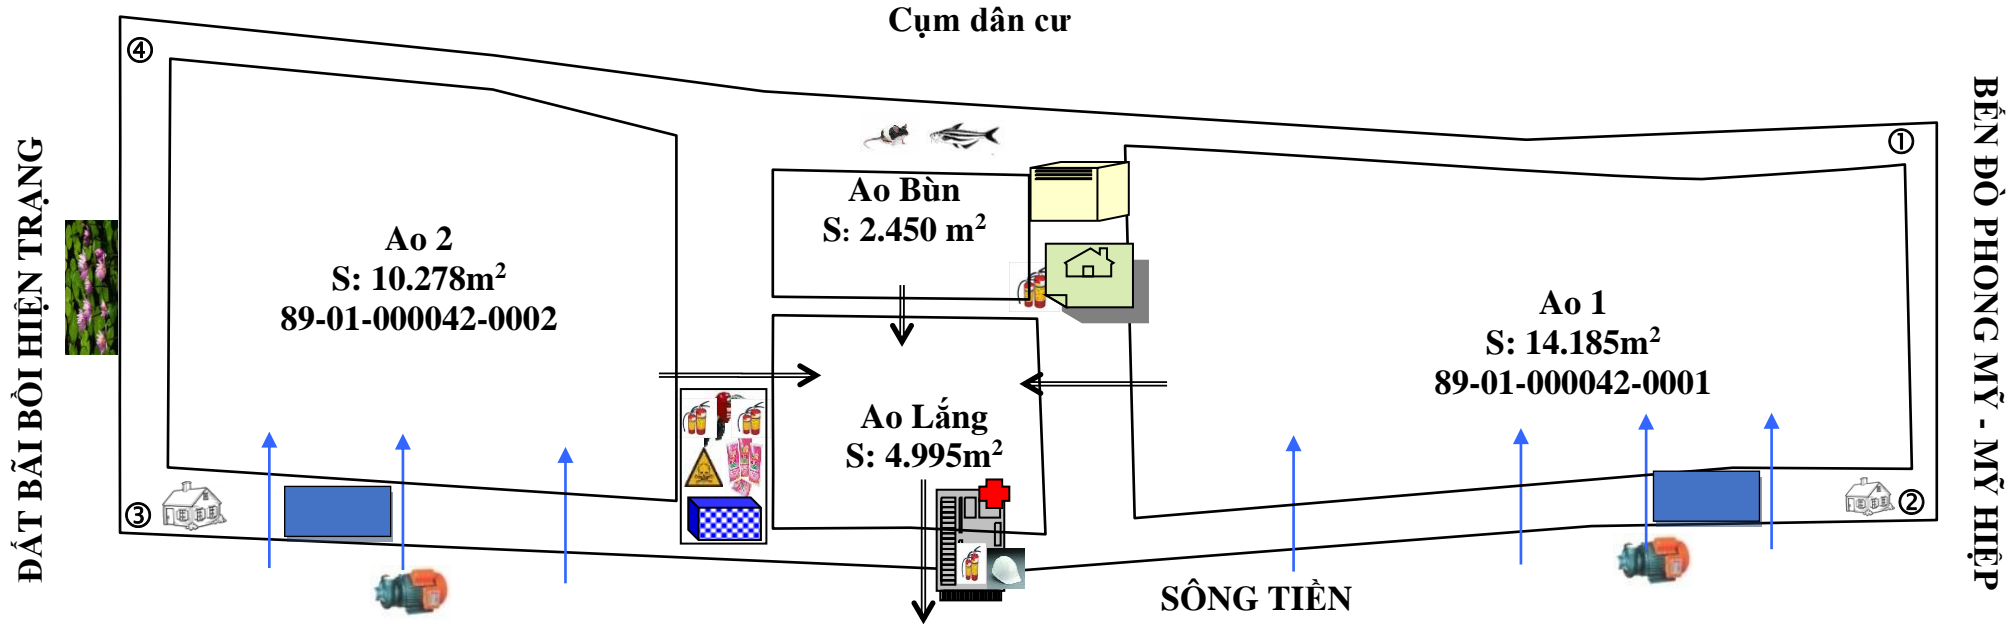 Cụm dân cư
④
①
ĐẤT BÃI BỒI HIỆN TRẠNG
BẾN ĐÒ PHONG MỸ - MỸ HIỆP
Ao Bùn
S: 2.450 m²
Ao 2
S: 10.278m²
89-01-000042-0002
Ao 1
S: 14.185m²
89-01-000042-0001
Ao Lắng
S: 4.995m²
③
②
SÔNG TIỀN